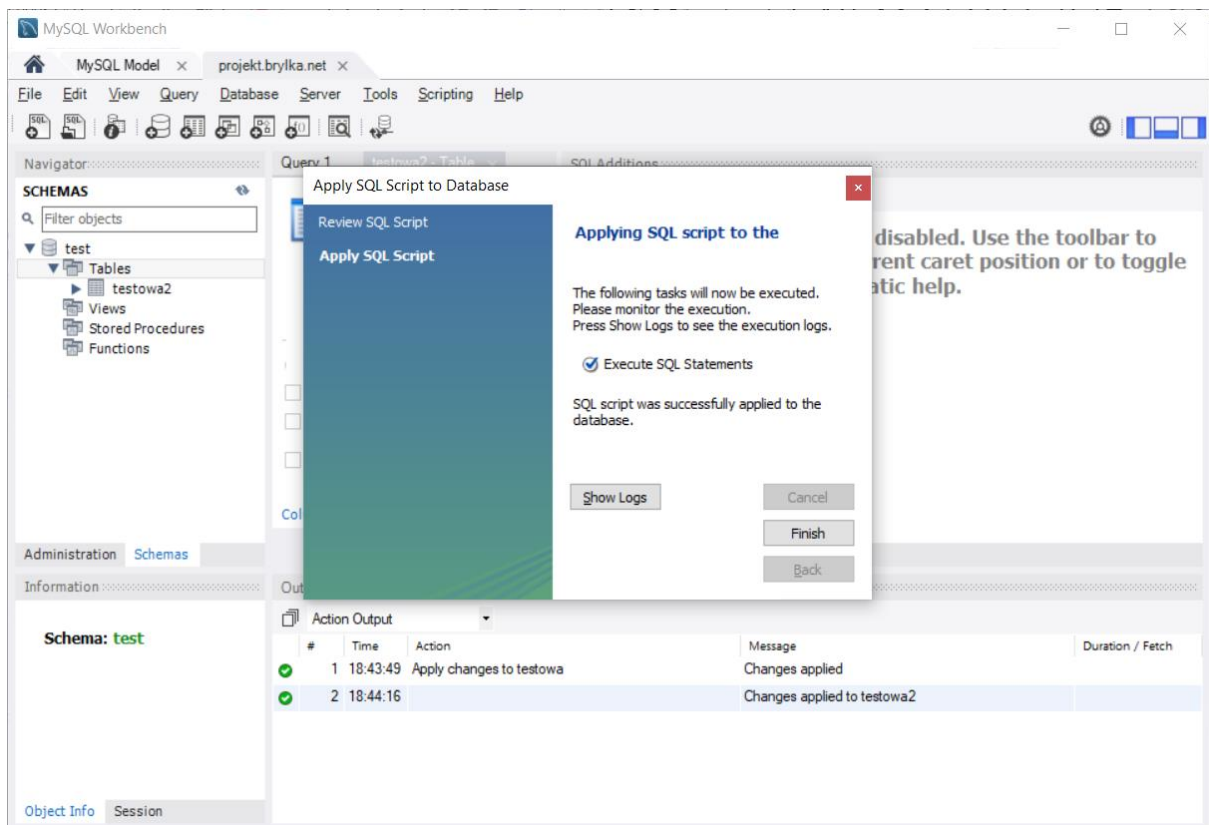 MySQL Workbench
MySQL Model
projekt.brylka.net
File Edit View Query Database Server Tools Scripting Help
Navigator
Query 1 testowa2 - Table
SQL Additions
SCHEMAS
Filter objects
test
Tables
testowa2
Views
Stored Procedures
Functions
Apply SQL Script to Database
Review SQL Script
Apply SQL Script
Applying SQL script to the
The following tasks will now be executed.
Please monitor the execution.
Press Show Logs to see the execution logs.
Execute SQL Statements
SQL script was successfully applied to the
database.
Show Logs
Cancel
Finish
Back
disabled. Use the toolbar to
rent caret position or to toggle
atic help.
Col
Administration Schemas
Information
Out
Schema: test
Action Output
# Time Action Message Duration / Fetch
1 18:43:49 Apply changes to testowa Changes applied
2 18:44:16 Changes applied to testowa2
Object Info Session